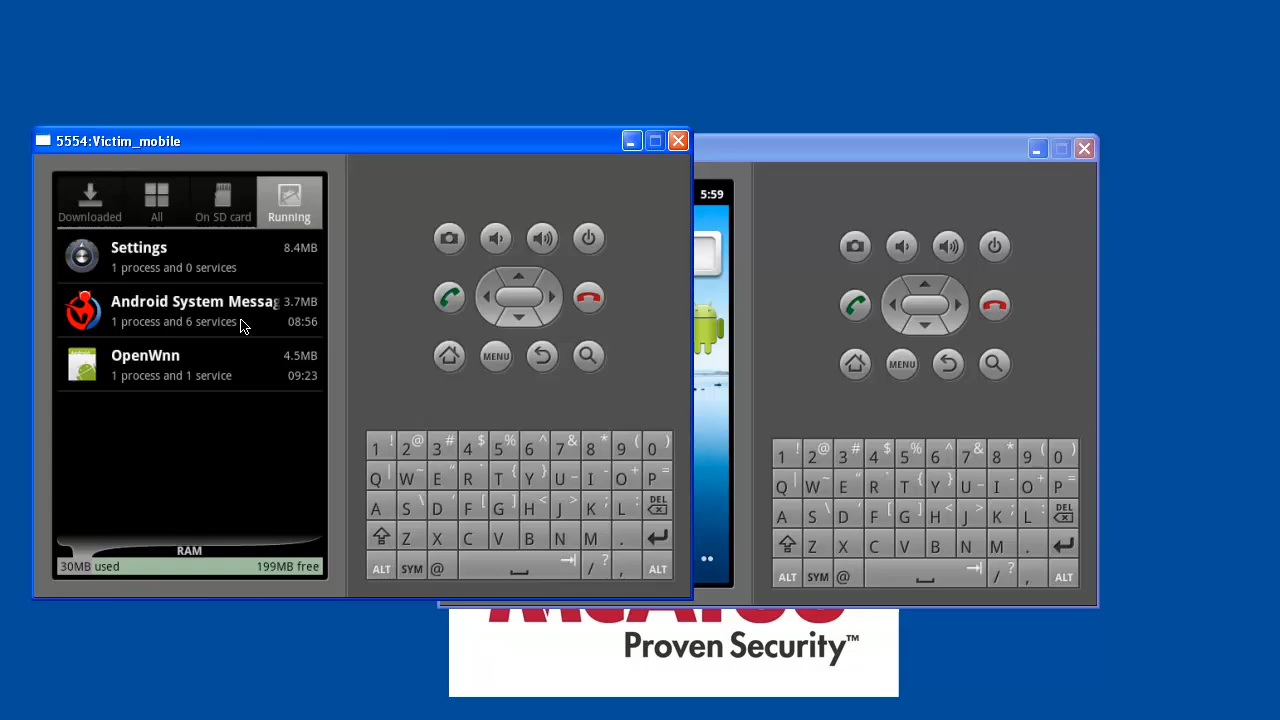 5554:Victim_mobile
Downloaded
All
On SD card
Running
Settings
8.4MB
1 process and 0 services
Android System Messag
3.7MB
1 process and 6 services
08:56
OpenWnn
4.5MB
1 process and 1 service
09:23
RAM
30MB used
199MB free
MENU
1 ! 2 @ 3 # 4 $ 5 % 6 ^ 7 & 8 * 9 ( 0 )
Q | W ~ E " R ` T { Y } U _ I - O + P =
A S \ D ' F [ G ] H < J > K ; L : DEL
Z X C V B N M .
ALT SYM @ / ? , ALT
5:59
MENU
1 ! 2 @ 3 # 4 $ 5 % 6 ^ 7 & 8 * 9 ( 0 )
Q | W ~ E " R ` T { Y } U _ I - O + P =
A S \ D ' F [ G ] H < J > K ; L : DEL
Z X C V B N M .
ALT SYM @ / ? , ALT
Proven Security™